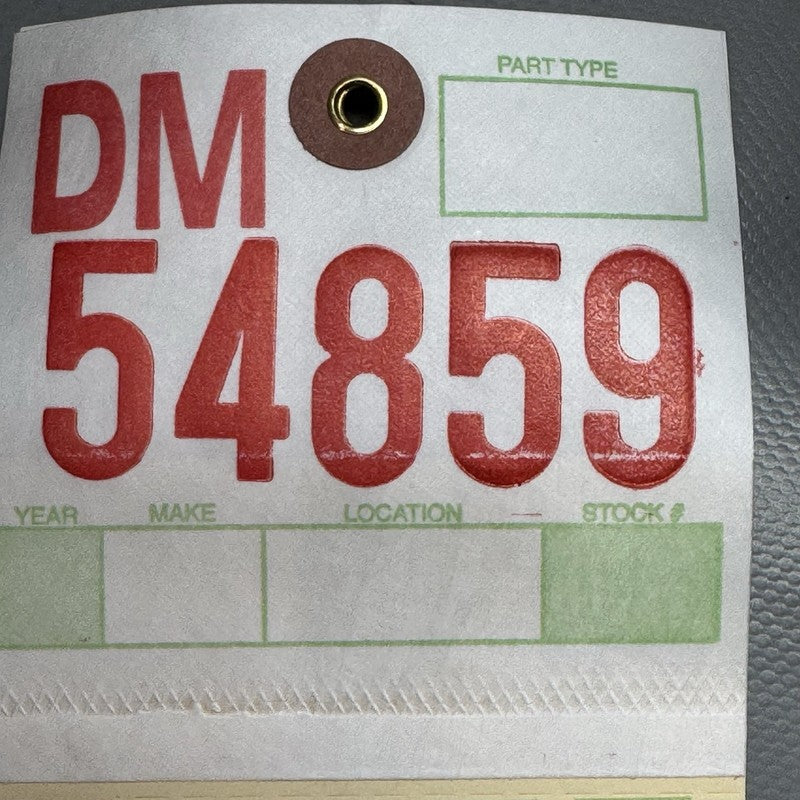 DM
PART TYPE
54859
YEAR MAKE LOCATION STOCK #